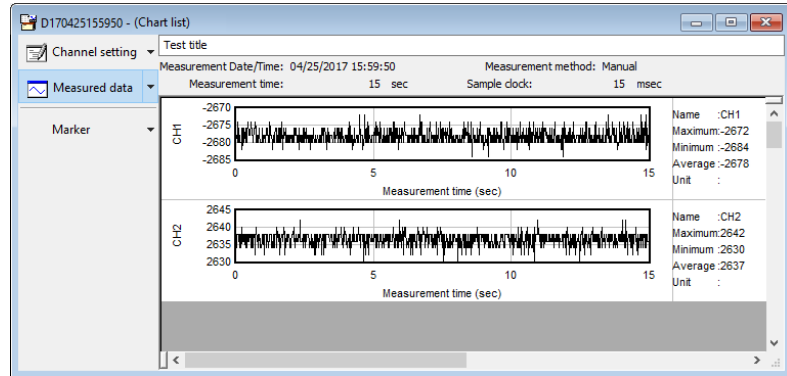 D170425155950 - (Chart list)
Channel setting
Test title
Measurement Date/Time: 04/25/2017 15:59:50 Measurement method: Manual
Measured data
Measurement time: 15 sec Sample clock: 15 msec
Marker
CH1
-2670
-2675
-2680
-2685
0 5 10 15
Measurement time (sec)
Name :CH1
Maximum:-2672
Minimum :-2684
Average :-2678
Unit :
CH2
2645
2640
2635
2630
0 5 10 15
Measurement time (sec)
Name :CH2
Maximum:2642
Minimum :2630
Average :2637
Unit :